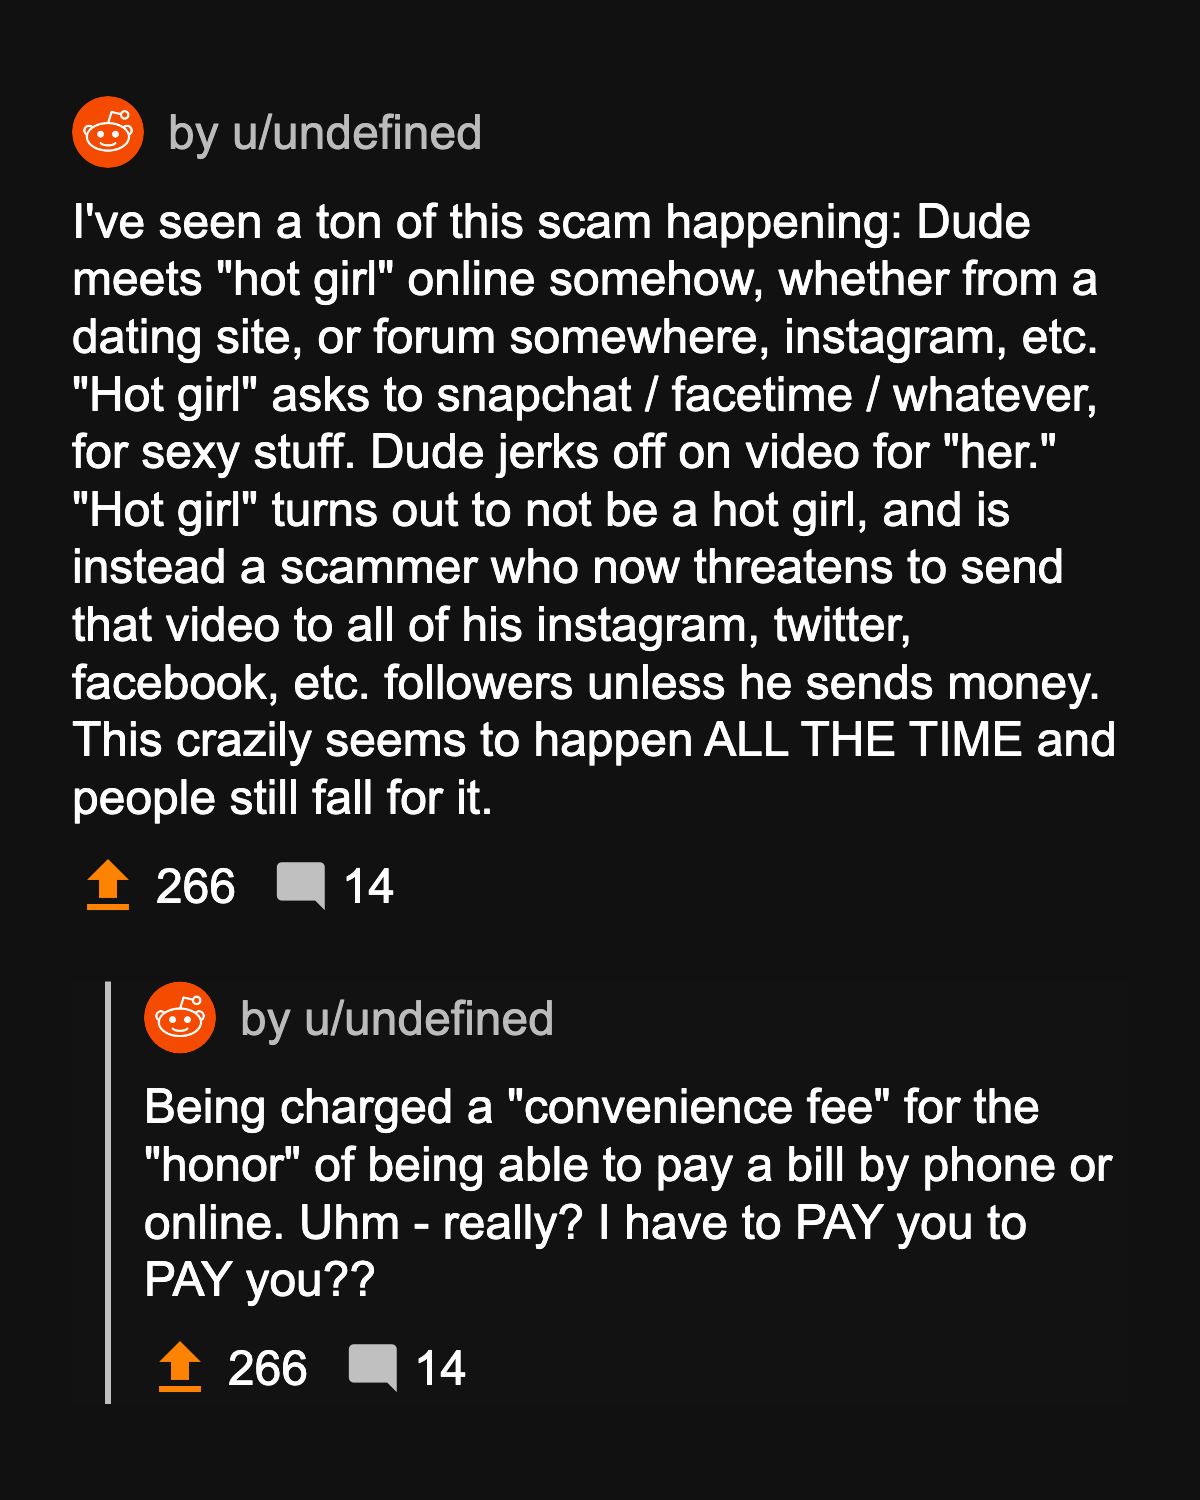 by u/undefined
I've seen a ton of this scam happening: Dude
meets "hot girl" online somehow, whether from a
dating site, or forum somewhere, instagram, etc.
"Hot girl" asks to snapchat / facetime / whatever,
for sexy stuff. Dude jerks off on video for "her."
"Hot girl" turns out to not be a hot girl, and is
instead a scammer who now threatens to send
that video to all of his instagram, twitter,
facebook, etc. followers unless he sends money.
This crazily seems to happen ALL THE TIME and
people still fall for it.
266 14
by u/undefined
Being charged a "convenience fee" for the
"honor" of being able to pay a bill by phone or
online. Uhm - really? I have to PAY you to
PAY you??
266 14